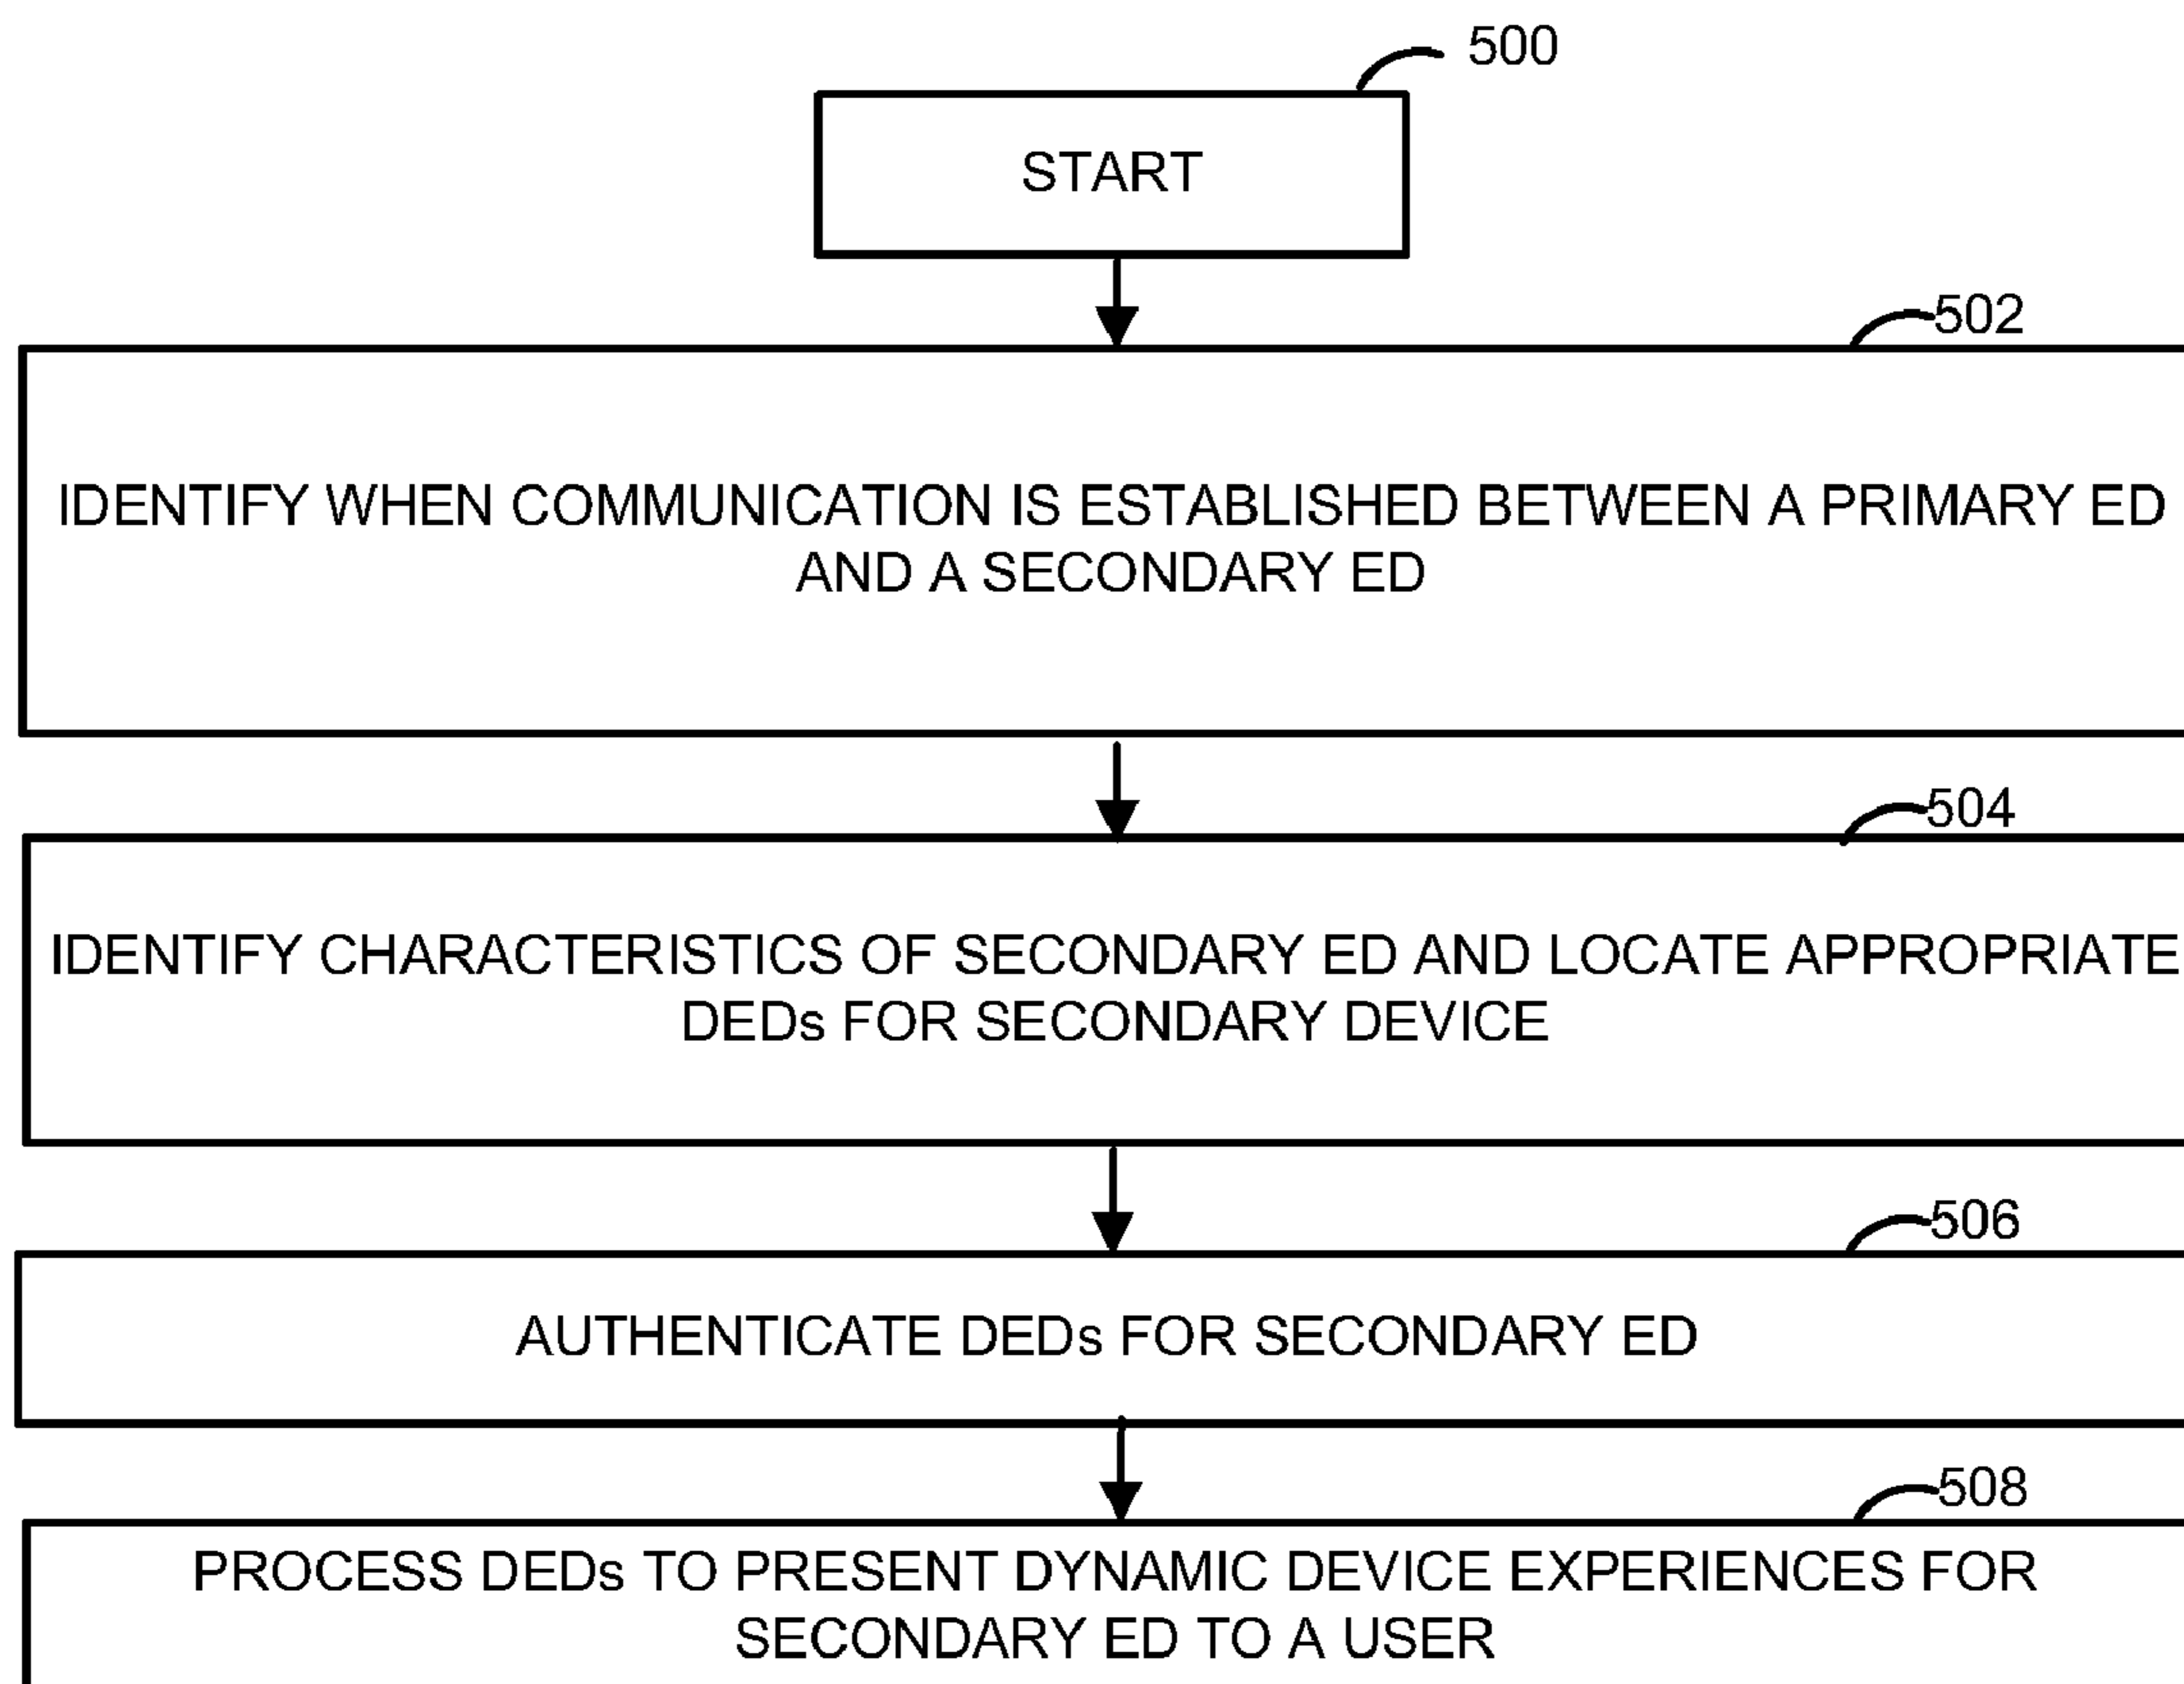 500
START
502
IDENTIFY WHEN COMMUNICATION IS ESTABLISHED BETWEEN A PRIMARY ED
AND A SECONDARY ED
504
IDENTIFY CHARACTERISTICS OF SECONDARY ED AND LOCATE APPROPRIATE
DEDs FOR SECONDARY DEVICE
506
AUTHENTICATE DEDs FOR SECONDARY ED
508
PROCESS DEDs TO PRESENT DYNAMIC DEVICE EXPERIENCES FOR
SECONDARY ED TO A USER